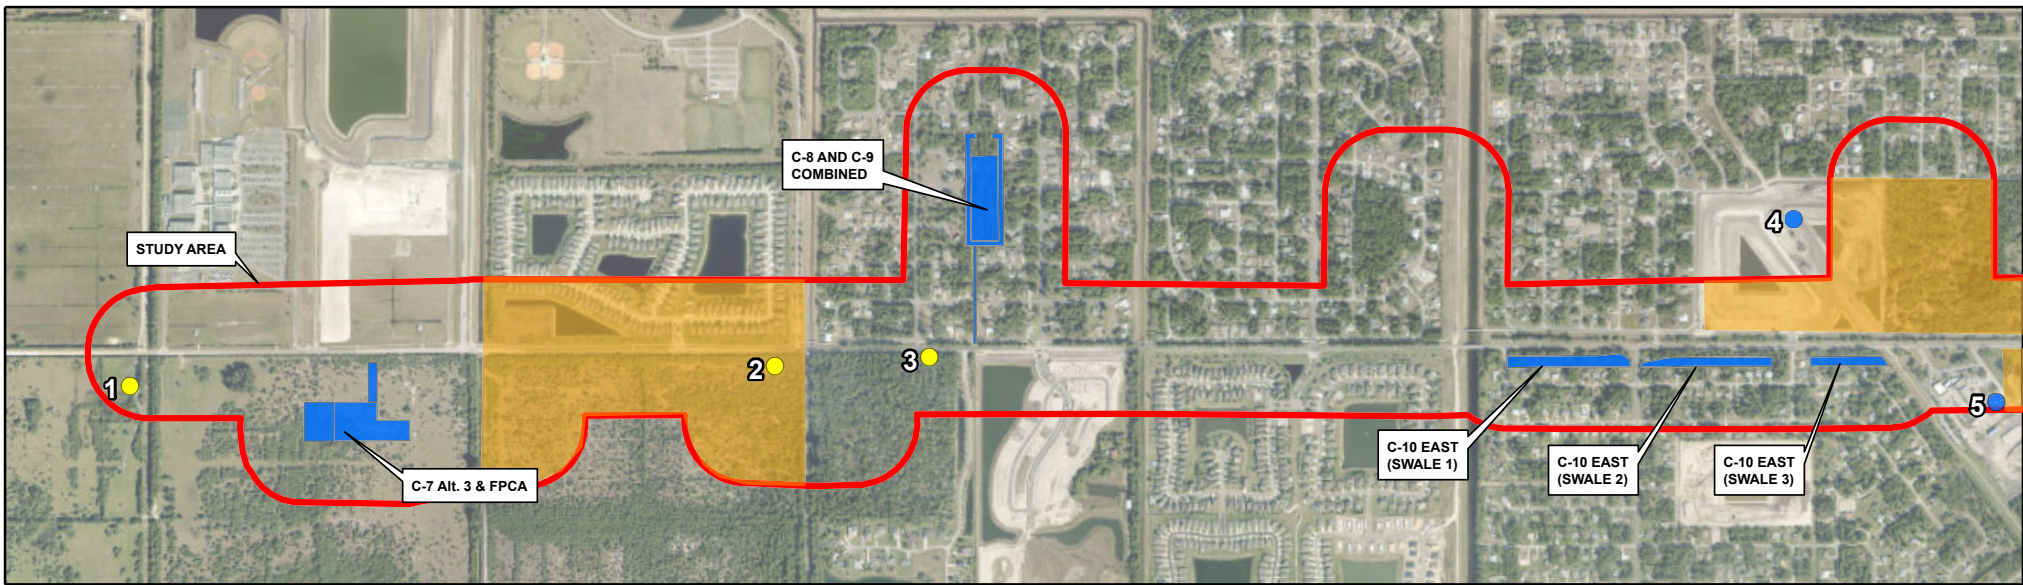 C-8 AND C-9
COMBINED
STUDY AREA
4
1
2
3
5
C-7 Alt. 3 & FPCA
C-10 EAST
(SWALE 1)
C-10 EAST
(SWALE 2)
C-10 EAST
(SWALE 3)